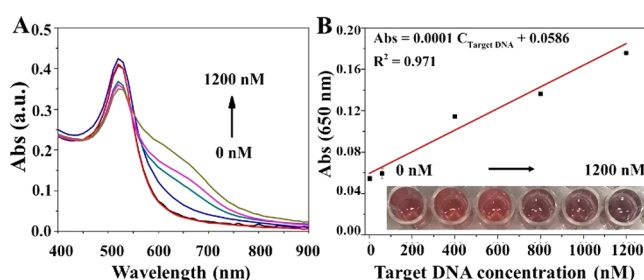 A
B
Abs (a.u.)
0.5
0.4
0.3
0.2
0.1
0.0
1200 nM
0 nM
400 500 600 700 800 900
Wavelength (nm)
Abs (650 nm)
0.20
0.16
0.12
0.08
0.04
0.00
Abs = 0.0001 C Target DNA + 0.0586
R² = 0.971
0 nM
1200 nM
0 200 400 600 800 1000 1200
Target DNA concentration (nM)